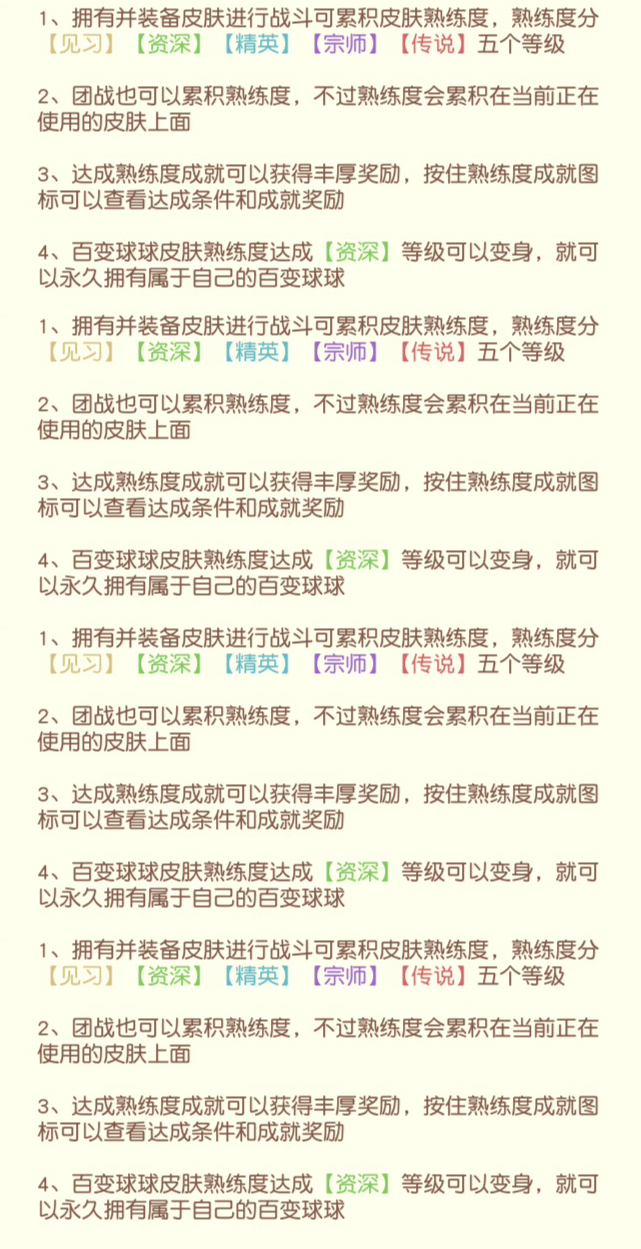 1、拥有并装备皮肤进行战斗可累积皮肤熟练度，熟练度分
【见习】【资深】【精英】【宗师】【传说】五个等级
2、团战也可以累积熟练度，不过熟练度会累积在当前正在
使用的皮肤上面
3、达成熟练度成就可以获得丰厚奖励，按住熟练度成就图
标可以查看达成条件和成就奖励
4、百变球球皮肤熟练度达成【资深】等级可以变身，就可
以永久拥有属于自己的百变球球
1、拥有并装备皮肤进行战斗可累积皮肤熟练度，熟练度分
【见习】【资深】【精英】【宗师】【传说】五个等级
2、团战也可以累积熟练度，不过熟练度会累积在当前正在
使用的皮肤上面
3、达成熟练度成就可以获得丰厚奖励，按住熟练度成就图
标可以查看达成条件和成就奖励
4、百变球球皮肤熟练度达成【资深】等级可以变身，就可
以永久拥有属于自己的百变球球
1、拥有并装备皮肤进行战斗可累积皮肤熟练度，熟练度分
【见习】【资深】【精英】【宗师】【传说】五个等级
2、团战也可以累积熟练度，不过熟练度会累积在当前正在
使用的皮肤上面
3、达成熟练度成就可以获得丰厚奖励，按住熟练度成就图
标可以查看达成条件和成就奖励
4、百变球球皮肤熟练度达成【资深】等级可以变身，就可
以永久拥有属于自己的百变球球
1、拥有并装备皮肤进行战斗可累积皮肤熟练度，熟练度分
【见习】【资深】【精英】【宗师】【传说】五个等级
2、团战也可以累积熟练度，不过熟练度会累积在当前正在
使用的皮肤上面
3、达成熟练度成就可以获得丰厚奖励，按住熟练度成就图
标可以查看达成条件和成就奖励
4、百变球球皮肤熟练度达成【资深】等级可以变身，就可
以永久拥有属于自己的百变球球